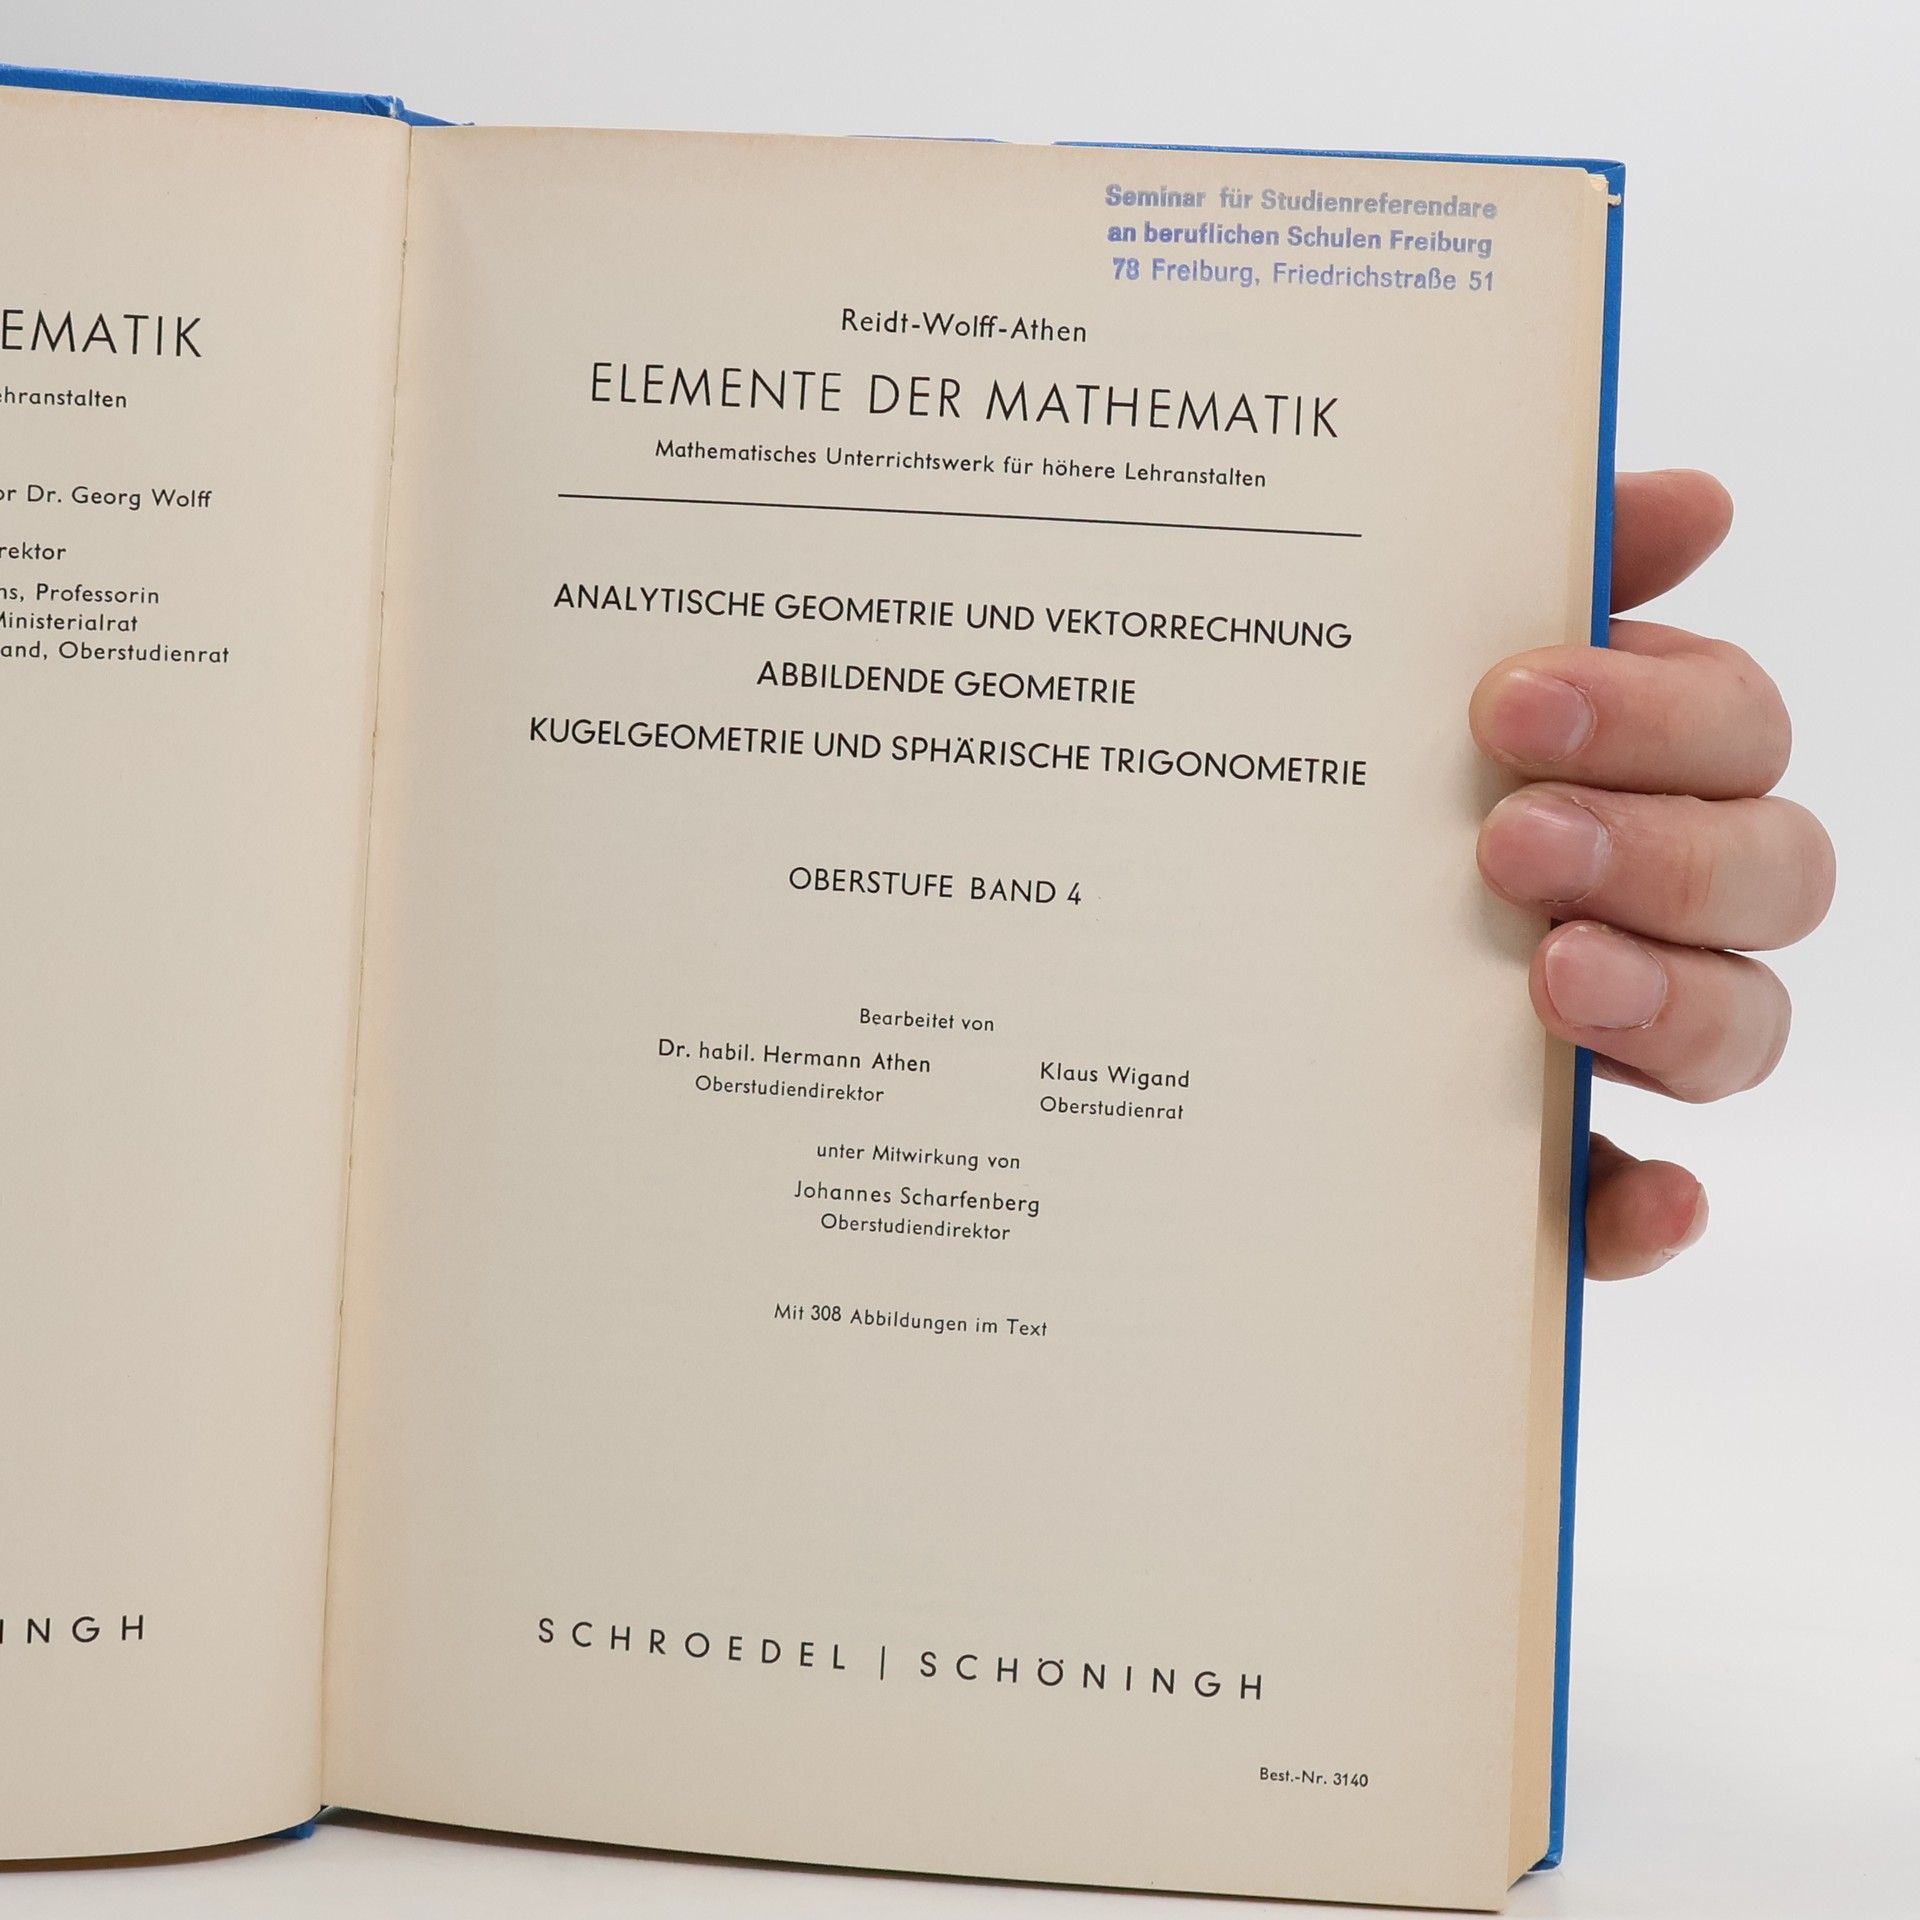 EMATIK
ehranstalten
or Dr. Georg Wolff
rektor
ns, Professorin
Ministerialrat
and, Oberstudienrat
INGH
Seminar für Studienreferendare
an beruflichen Schulen Freiburg
78 Freiburg, Friedrichstraße 51
Reidt-Wolff-Athen
ELEMENTE DER MATHEMATIK
Mathematisches Unterrichtswerk für höhere Lehranstalten
ANALYTISCHE GEOMETRIE UND VEKTORRECHNUNG
ABBILDENDE GEOMETRIE
KUGELGEOMETRIE UND SPHÄRISCHE TRIGONOMETRIE
OBERSTUFE BAND 4
Bearbeitet von
Dr. habil. Hermann Athen Klaus Wigand
Oberstudiendirektor Oberstudienrat
unter Mitwirkung von
Johannes Scharfenberg
Oberstudiendirektor
Mit 308 Abbildungen im Text
SCHROEDEL | SCHÖNINGH
Best.-Nr. 3140